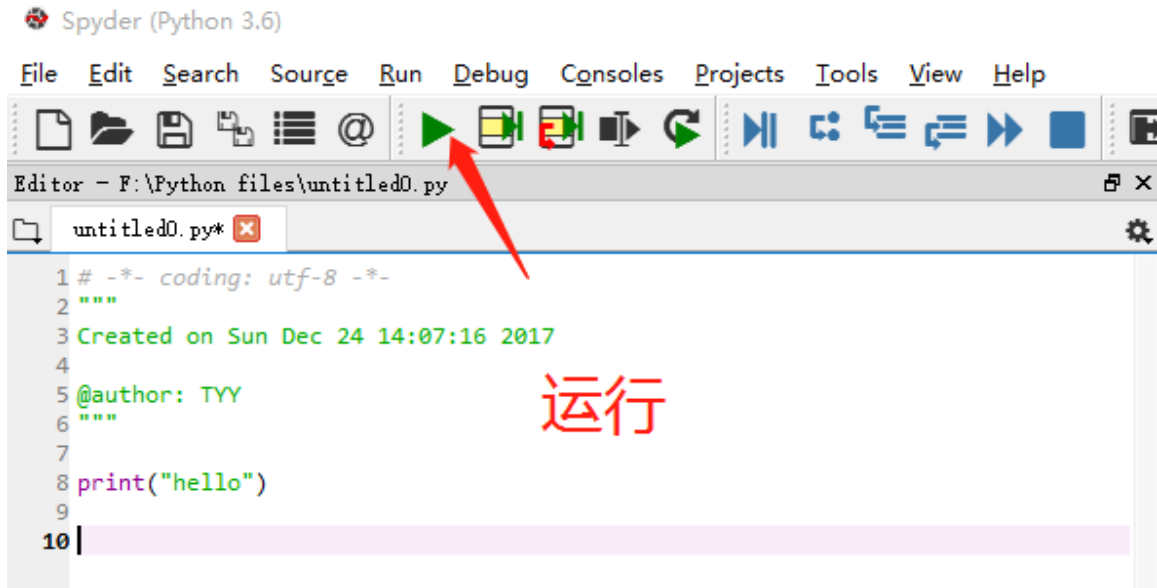 Spyder (Python 3.6)
File Edit Search Source Run Debug Consoles Projects Tools View Help
Editor - F:\Python files\untitled0.py
untitled0.py*
1 # -*- coding: utf-8 -*-
2 """
3 Created on Sun Dec 24 14:07:16 2017
4
5 @author: TYY
6 """
7
8 print("hello")
9
10
运行